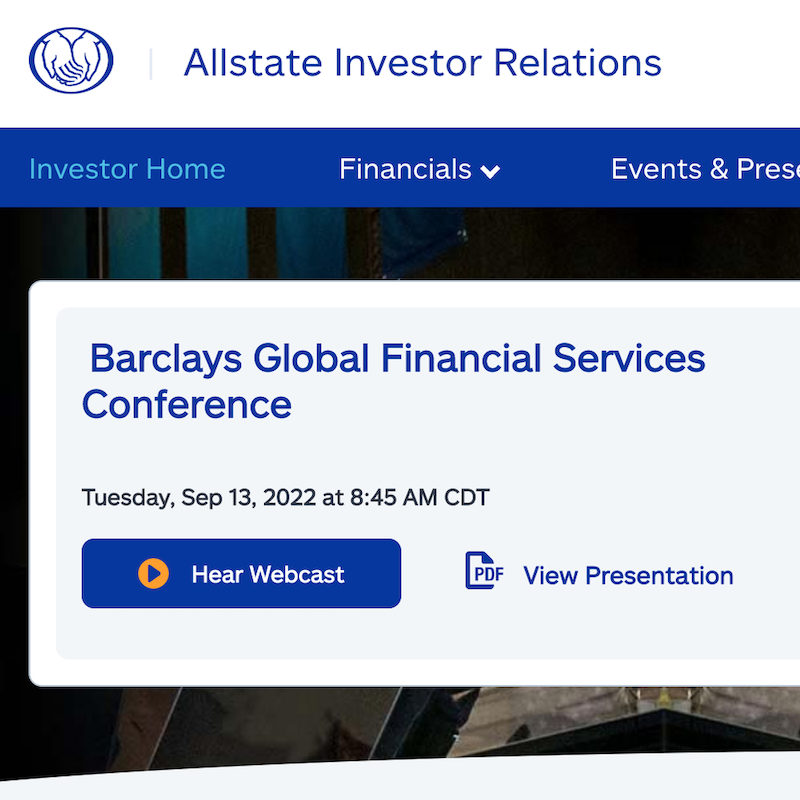 Allstate Investor Relations
Investor Home Financials Events & Prese
Barclays Global Financial Services
Conference
Tuesday, Sep 13, 2022 at 8:45 AM CDT
Hear Webcast PDF View Presentation